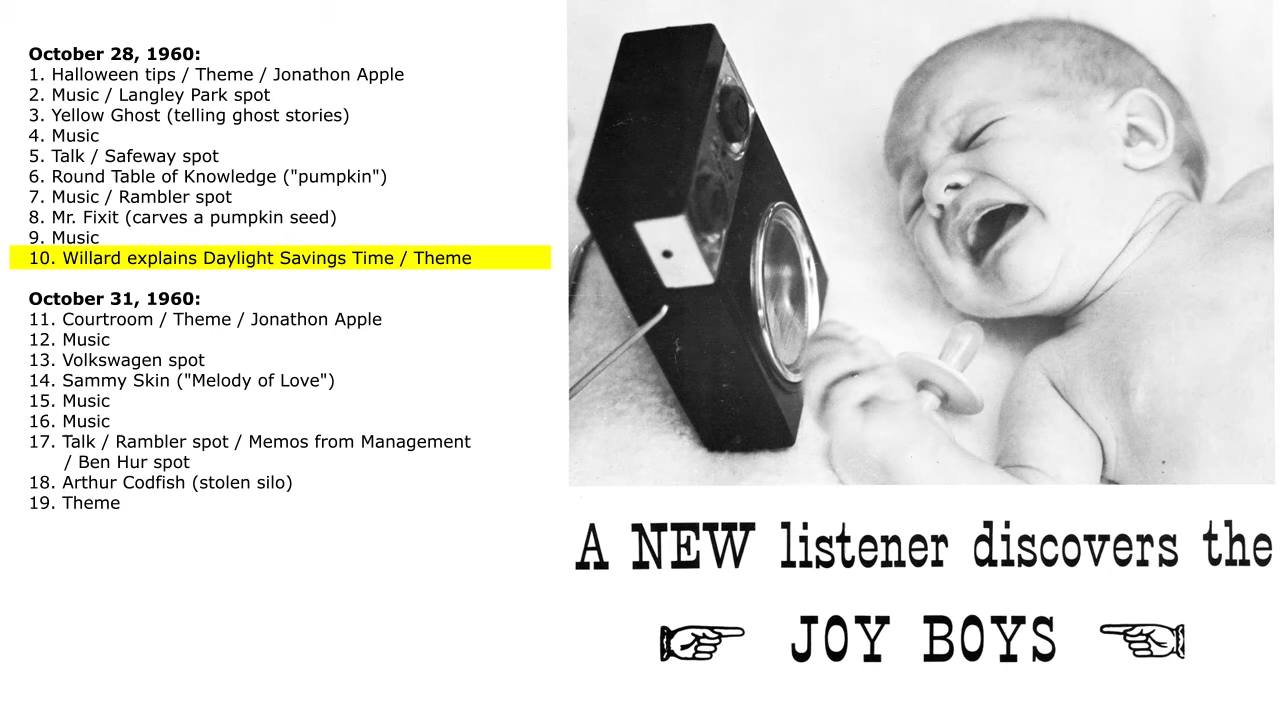 October 28, 1960:
1. Halloween tips / Theme / Jonathon Apple
2. Music / Langley Park spot
3. Yellow Ghost (telling ghost stories)
4. Music
5. Talk / Safeway spot
6. Round Table of Knowledge ("pumpkin")
7. Music / Rambler spot
8. Mr. Fixit (carves a pumpkin seed)
9. Music
10. Willard explains Daylight Savings Time / Theme
October 31, 1960:
11. Courtroom / Theme / Jonathon Apple
12. Music
13. Volkswagen spot
14. Sammy Skin ("Melody of Love")
15. Music
16. Music
17. Talk / Rambler spot / Memos from Management
/ Ben Hur spot
18. Arthur Codfish (stolen silo)
19. Theme
A NEW listener discovers the
JOY BOYS